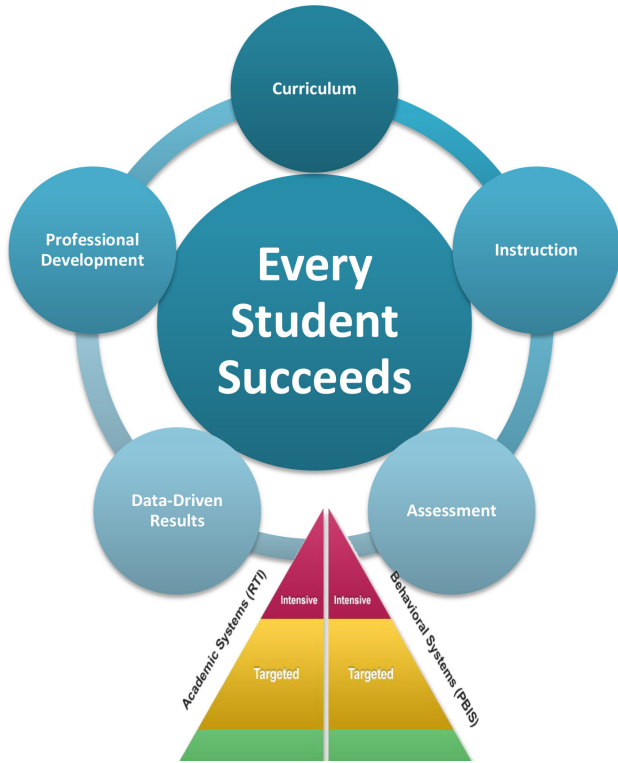 Curriculum
Professional
Development
Instruction
Every
Student
Succeeds
Data-Driven
Results
Assessment
Academic Systems (RTI)
Behavioral Systems (PBIS)
Intensive
Intensive
Targeted
Targeted